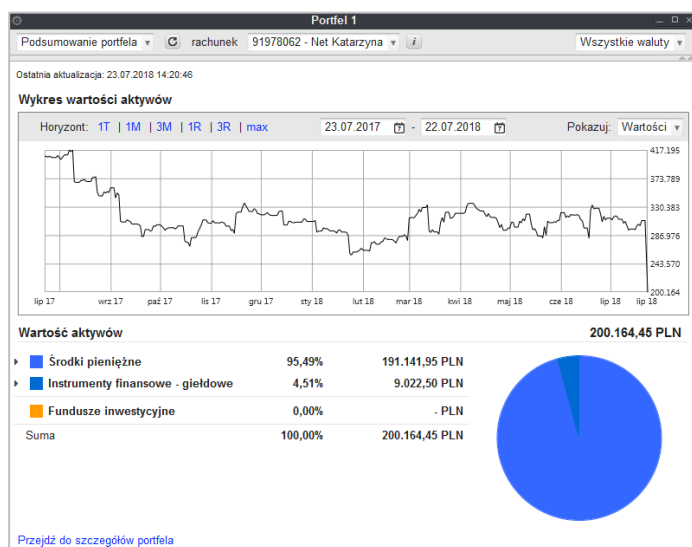 Portfel 1
Podsumowanie portfela rachunek 91978062 - Net Katarzyna i Wszystkie waluty
Ostatnia aktualizacja: 23.07.2018 14:20:46
Wykres wartości aktywów
Horyzont: 1T | 1M | 3M | 1R | 3R | max 23.07.2017 - 22.07.2018 Pokazuj: Wartości
417.195
373.789
330.383
286.976
243.570
200.164
lip 17 wrz 17 paź 17 lis 17 gru 17 sty 18 lut 18 mar 18 kwi 18 maj 18 cze 18 lip 18 lip 18
Wartość aktywów 200.164,45 PLN
Środki pieniężne 95,49% 191.141,95 PLN
Instrumenty finansowe - giełdowe 4,51% 9.022,50 PLN
Fundusze inwestycyjne 0,00% - PLN
Suma 100,00% 200.164,45 PLN
Przejdź do szczegółów portfela